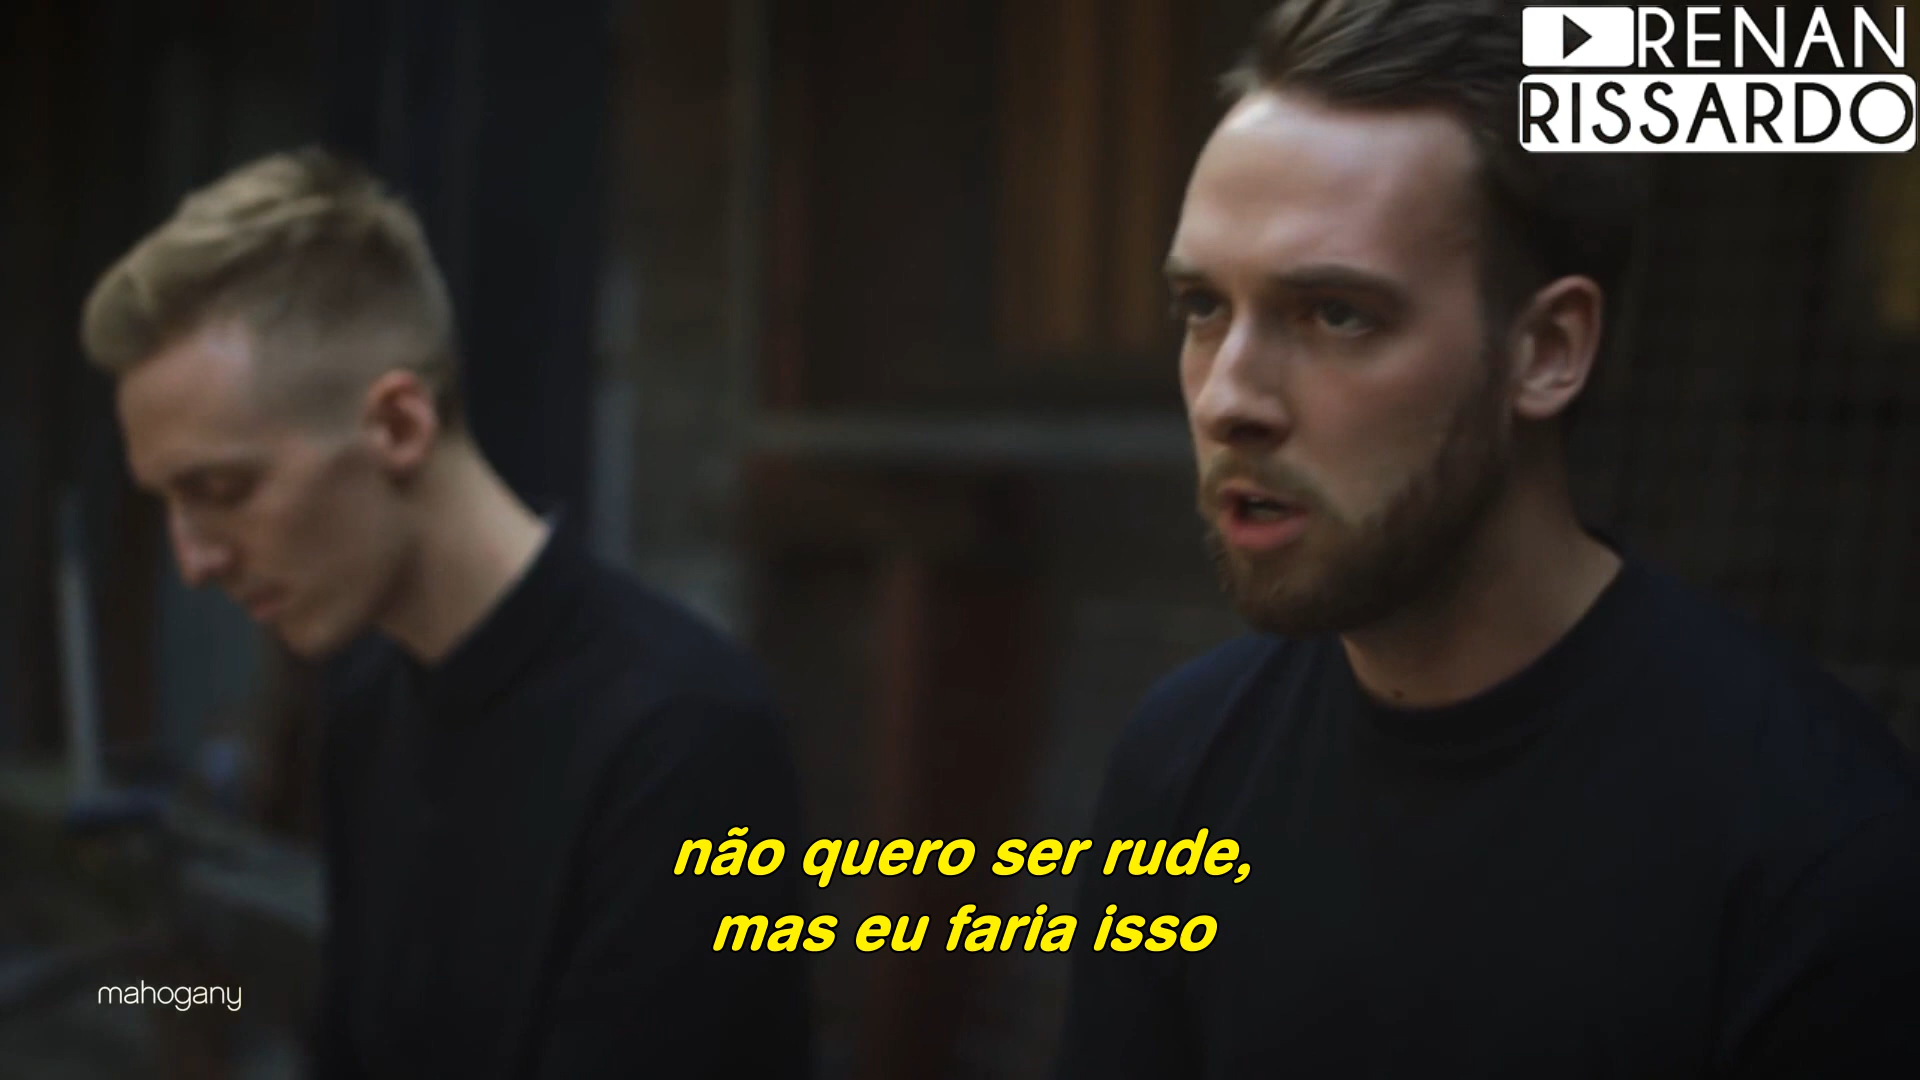 RENAN
RISSARDO
não quero ser rude,
mas eu faria isso
mahogany